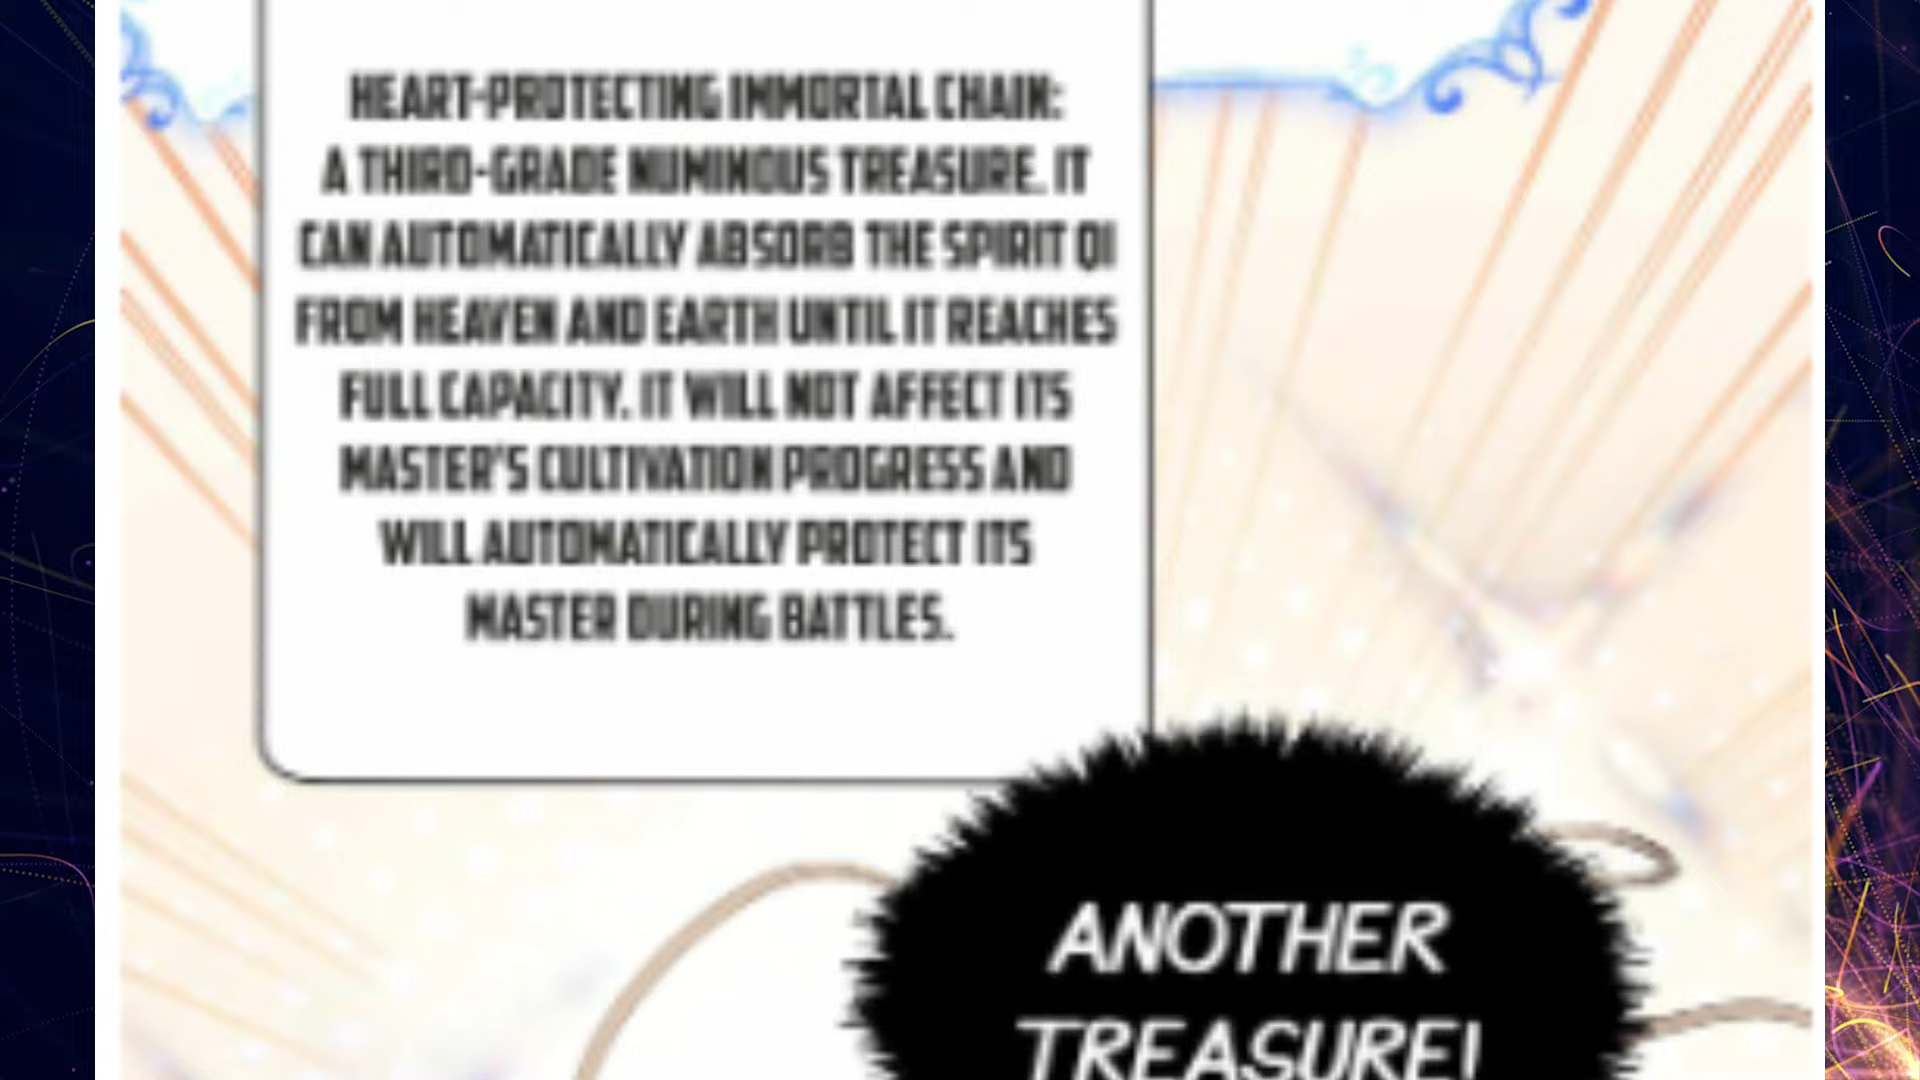 HEART-PROTECTING IMMORTAL CHAIN:
A THIRD-GRADE NUMINOUS TREASURE. IT
CAN AUTOMATICALLY ABSORB THE SPIRIT QI
FROM HEAVEN AND EARTH UNTIL IT REACHES
FULL CAPACITY. IT WILL NOT AFFECT ITS
MASTER'S CULTIVATION PROGRESS AND
WILL AUTOMATICALLY PROTECT ITS
MASTER DURING BATTLES.
ANOTHER
TREASURE!